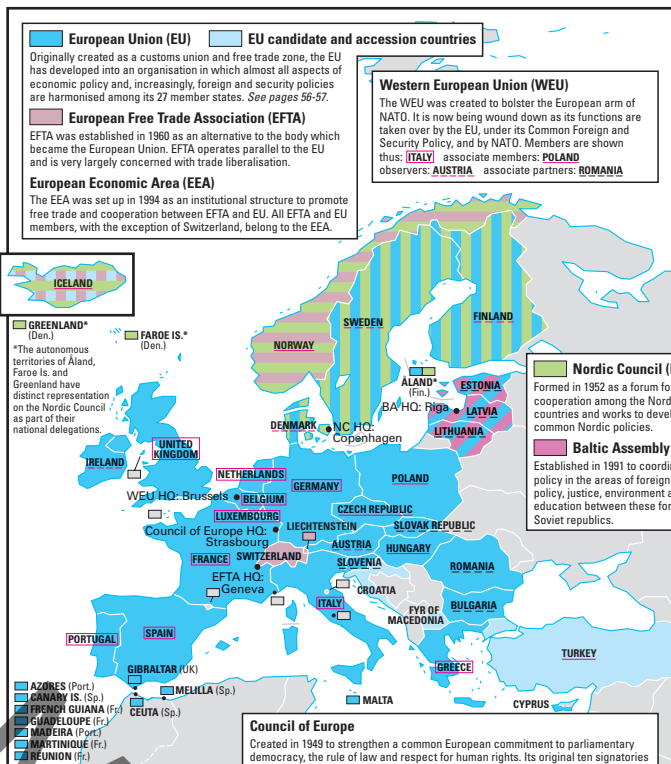 European Union (EU)
EU candidate and accession countries
Originally created as a customs union and free trade zone, the EU
has developed into an organisation in which almost all aspects of
economic policy and, increasingly, foreign and security policies
are harmonised among its 27 member states. See pages 56-57.
European Free Trade Association (EFTA)
EFTA was established in 1960 as an alternative to the body which
became the European Union. EFTA operates parallel to the EU
and is very largely concerned with trade liberalisation.
European Economic Area (EEA)
The EEA was set up in 1994 as an institutional structure to promote
free trade and cooperation between EFTA and EU. All EFTA and EU
members, with the exception of Switzerland, belong to the EEA.
Western European Union (WEU)
The WEU was created to bolster the European arm of
NATO. It is now being wound down as its functions are
taken over by the EU, under its Common Foreign and
Security Policy, and by NATO. Members are shown
thus: ITALY associate members: POLAND
observers: AUSTRIA associate partners: ROMANIA
ICELAND
GREENLAND*
(Den.)
FAROE IS.*
(Den.)
*The autonomous
territories of Åland,
Faroe Is. and
Greenland have
distinct representation
on the Nordic Council
as part of their
national delegations.
NORWAY
SWEDEN
FINLAND
ÅLAND*
(Fin.)
ESTONIA
BA HQ: Riga
LATVIA
LITHUANIA
Nordic Council (
Formed in 1952 as a forum fo
cooperation among the Nord
countries and works to devel
common Nordic policies.
Baltic Assembly
Established in 1991 to coordin
policy in the areas of foreign
policy, justice, environment a
education between these for
Soviet republics.
DENMARK
NC HQ:
Copenhagen
UNITED
KINGDOM
IRELAND
NETHERLANDS
WEU HQ: Brussels
BELGIUM
GERMANY
POLAND
LUXEMBOURG
CZECH REPUBLIC
Council of Europe HQ:
Strasbourg
LIECHTENSTEIN
SLOVAK REPUBLIC
AUSTRIA
FRANCE
SWITZERLAND
SLOVENIA
HUNGARY
EFTA HQ:
Geneva
ROMANIA
CROATIA
ITALY
FYR OF
MACEDONIA
BULGARIA
PORTUGAL
SPAIN
GREECE
TURKEY
GIBRALTAR (UK)
MELILLA (Sp.)
CEUTA (Sp.)
MALTA
CYPRUS
AZORES (Port.)
CANARY IS. (Sp.)
FRENCH GUIANA (Fr.)
GUADELOUPE (Fr.)
MADEIRA (Port.)
MARTINIQUE (Fr.)
RÉUNION (Fr.)
Council of Europe
Created in 1949 to strengthen a common European commitment to parliamentary
democracy, the rule of law and respect for human rights. Its original ten signatories